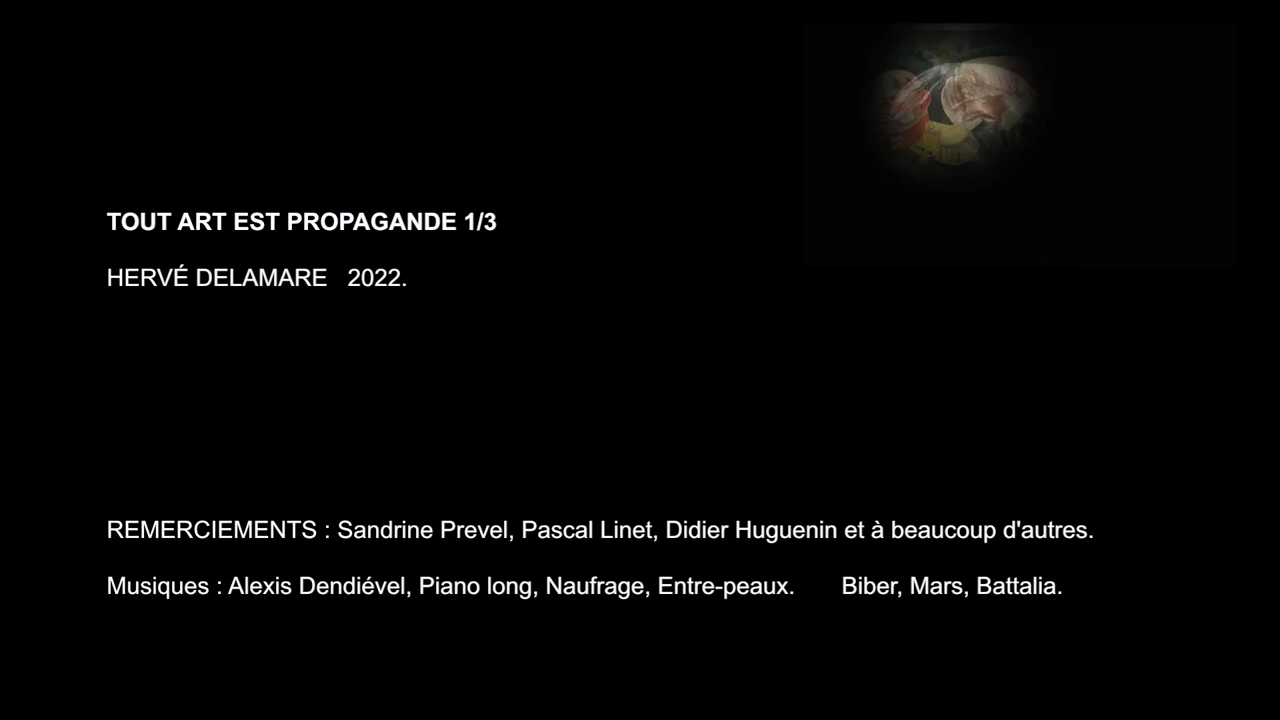 TOUT ART EST PROPAGANDE 1/3
HERVÉ DELAMARE 2022.
REMERCIEMENTS : Sandrine Prevel, Pascal Linet, Didier Huguenin et à beaucoup d'autres.
Musiques : Alexis Dendiével, Piano long, Naufrage, Entre-peaux. Biber, Mars, Battalia.